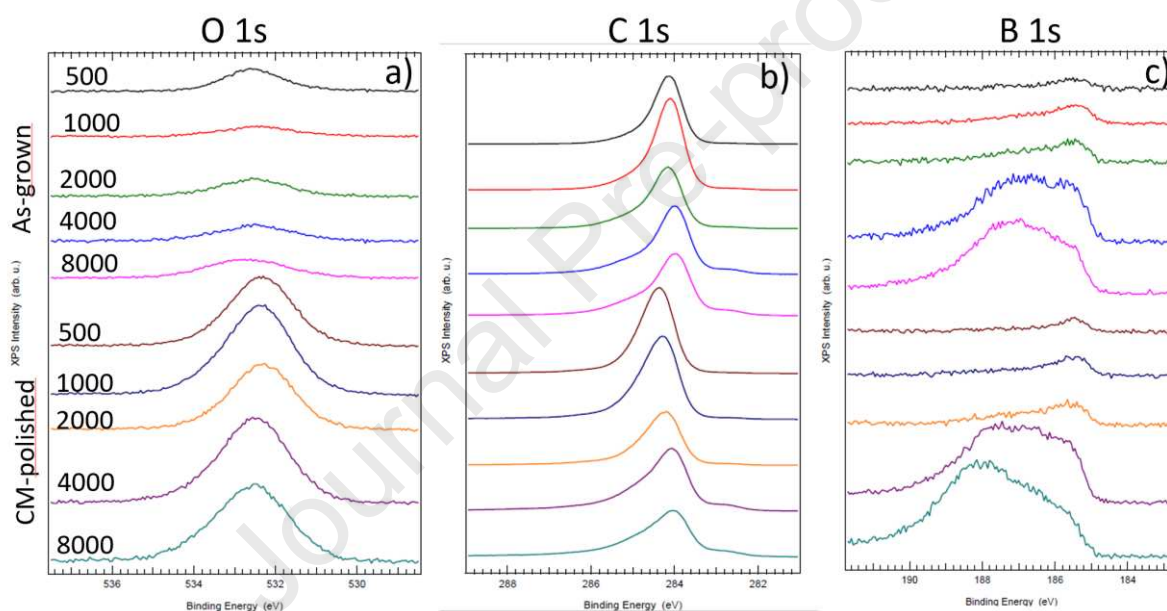 O 1s
C 1s
B 1s
a)
b)
c)
As-grown
CM-polished
500
1000
2000
4000
8000
500
1000
2000
4000
8000
XPS Intensity (arb. u.)
XPS Intensity (arb. u.)
XPS Intensity (arb. u.)
536 534 532 530
288 286 284 282
190 188 186 184
Binding Energy (eV)
Binding Energy (eV)
Binding Energy (eV)
Journal Pre-proo